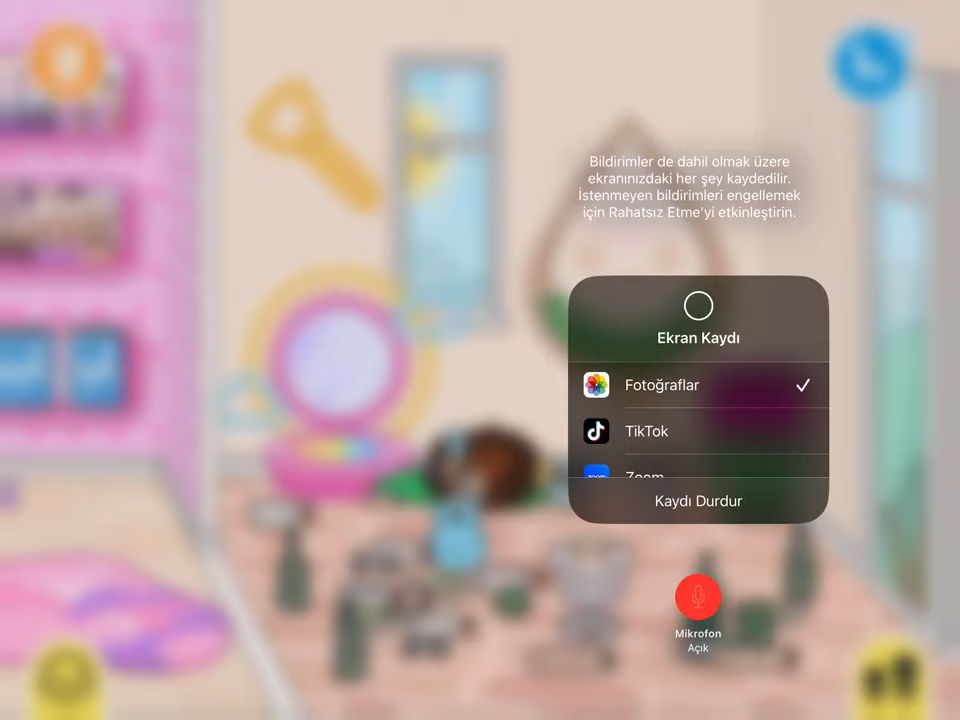 Bildirimler de dahil olmak üzere
ekranınızdaki her şey kaydedilir.
İstenmeyen bildirimleri engellemek
için Rahatsız Etme'yi etkinleştirin.
Ekran Kaydı
Fotoğraflar
TikTok
Zoom
Kaydı Durdur
Mikrofon
Açık